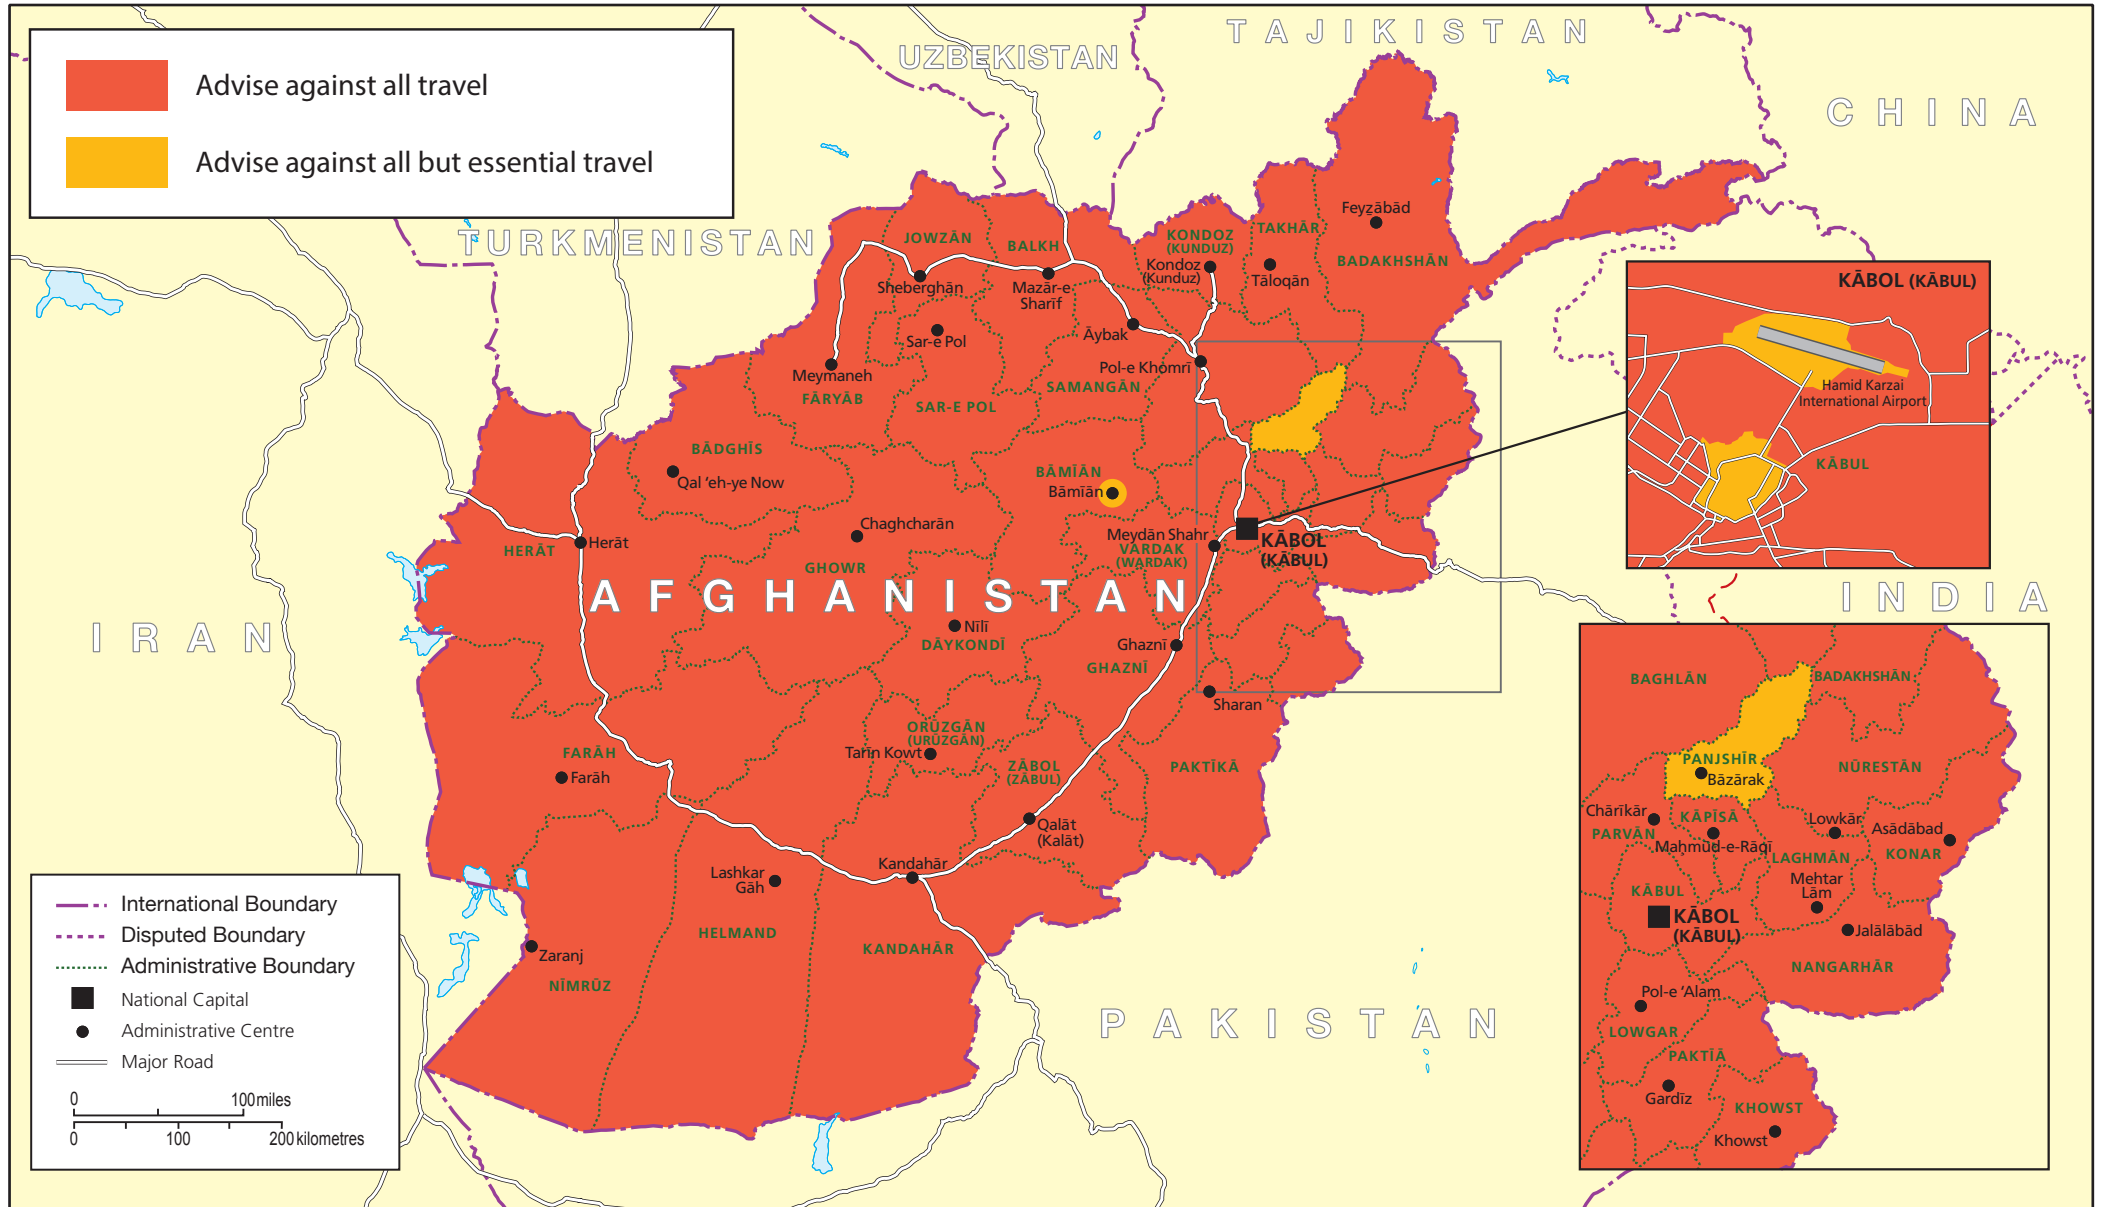 Advise against all travel
Advise against all but essential travel
UZBEKISTAN
TAJIKISTAN
CHINA
TURKMENISTAN
IRAN
AFGHANISTAN
PAKISTAN
INDIA
Feyẕābād
BADAKHSHĀN
TAKHĀR
Tāloqān
KONDOZ
(KUNDUZ)
Kondoz
(Kunduz)
JOWZĀN
BALKH
Sheberghān
Mazār-e
Sharīf
Sar-e Pol
Āybak
Pol-e Khomrī
Meymaneh
FĀRYĀB
SAR-E POL
SAMANGĀN
BĀDGHĪS
Qal ‘eh-ye Now
BĀMĪĀN
Bāmīān
Chaghcharān
HERĀT
Herāt
GHOWR
Meydān Shahr
VARDAK
(WARDAK)
KĀBOL
(KĀBUL)
Nīlī
DĀYKONDĪ
Ghaznī
GHAZNĪ
Sharan
ORŪZGĀN
(URŪZGĀN)
Tarīn Kowt
FARĀH
Farāh
ZĀBOL
(ZĀBUL)
PAKTĪKĀ
Qalāt
(Kalāt)
Kandahār
Lashkar
Gāh
HELMAND
KANDAHĀR
Zaranj
NĪMRŪZ
KĀBOL (KĀBUL)
Hamid Karzai
International Airport
KĀBUL
BAGHLĀN
BADAKHSHĀN
PANJSHĪR
Bāzārak
NŪRESTĀN
Chārīkār
PARVĀN
KĀPĪSĀ
Mahmūd-e-Rāqī
Lowkār
Asādābad
LAGHMĀN
KONAR
Mehtar
Lām
KĀBUL
KĀBOL
(KĀBUL)
Jalālābād
NANGARHĀR
Pol-e ‘Alam
LOWGAR
PAKTĪĀ
Gardīz
KHOWST
Khowst
International Boundary
Disputed Boundary
Administrative Boundary
National Capital
Administrative Centre
Major Road
0 100 miles
0 100 200 kilometres